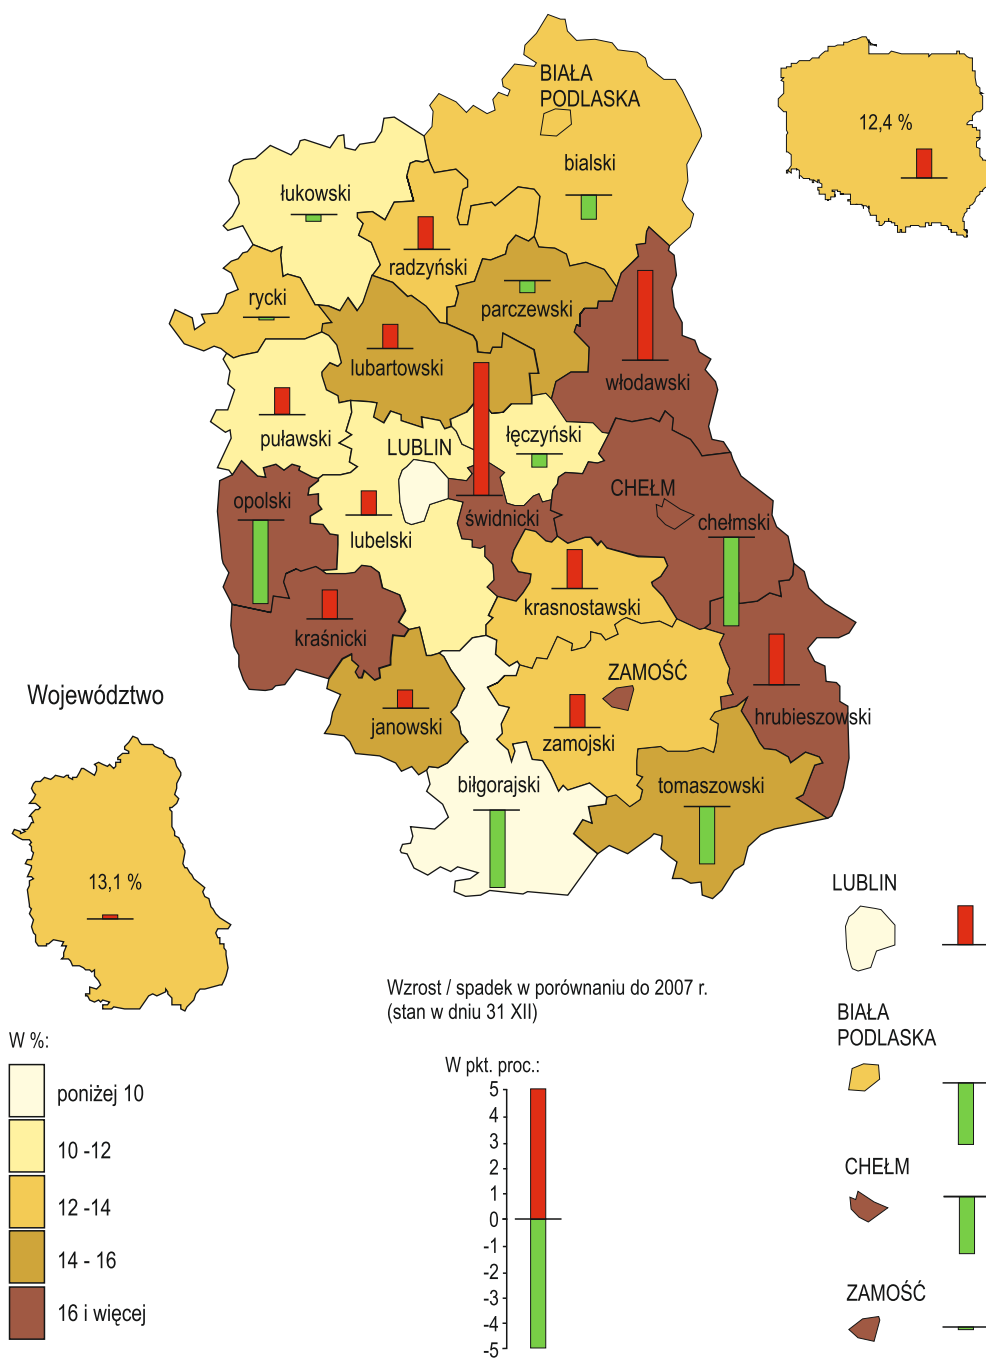 BIAŁA
PODLASKA
bialski
12,4 %
łukowski
radzyński
rycki
parczewski
lubartowski
włodawski
puławski
LUBLIN
łęczyński
opolski
CHEŁM
świdnicki
chełmski
lubelski
krasnostawski
kraśnicki
ZAMOŚĆ
Województwo
janowski
zamojski
hrubieszowski
biłgorajski
tomaszowski
13,1 %
LUBLIN
Wzrost / spadek w porównaniu do 2007 r.
(stan w dniu 31 XII)
BIAŁA
PODLASKA
W %:
poniżej 10
10 -12
12 -14
14 - 16
16 i więcej
W pkt. proc.:
5
4
3
2
1
0
-1
-2
-3
-4
-5
CHEŁM
ZAMOŚĆ